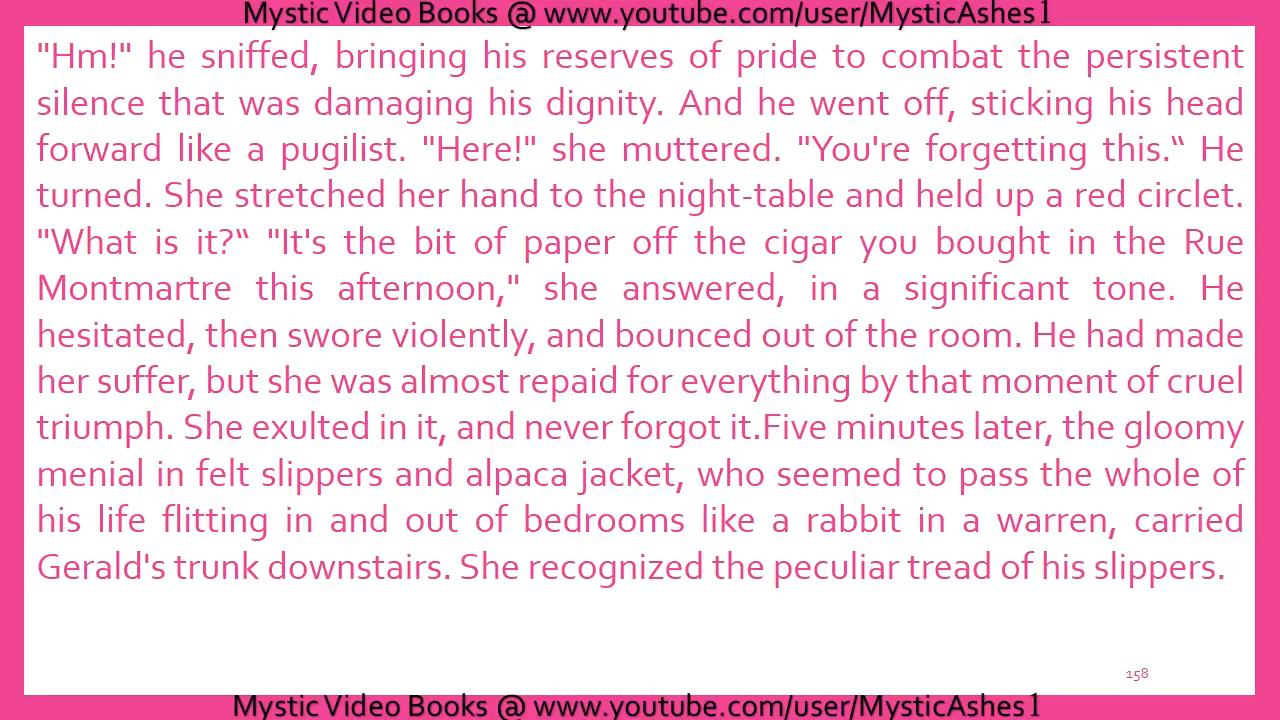 Mystic Video Books @ www.youtube.com/user/MysticAshes1
"Hm!" he sniffed, bringing his reserves of pride to combat the persistent
silence that was damaging his dignity. And he went off, sticking his head
forward like a pugilist. "Here!" she muttered. "You're forgetting this.“ He
turned. She stretched her hand to the night-table and held up a red circlet.
"What is it?“ "It's the bit of paper off the cigar you bought in the Rue
Montmartre this afternoon," she answered, in a significant tone. He
hesitated, then swore violently, and bounced out of the room. He had made
her suffer, but she was almost repaid for everything by that moment of cruel
triumph. She exulted in it, and never forgot it.Five minutes later, the gloomy
menial in felt slippers and alpaca jacket, who seemed to pass the whole of
his life flitting in and out of bedrooms like a rabbit in a warren, carried
Gerald's trunk downstairs. She recognized the peculiar tread of his slippers.
158
Mystic Video Books @ www.youtube.com/user/MysticAshes1